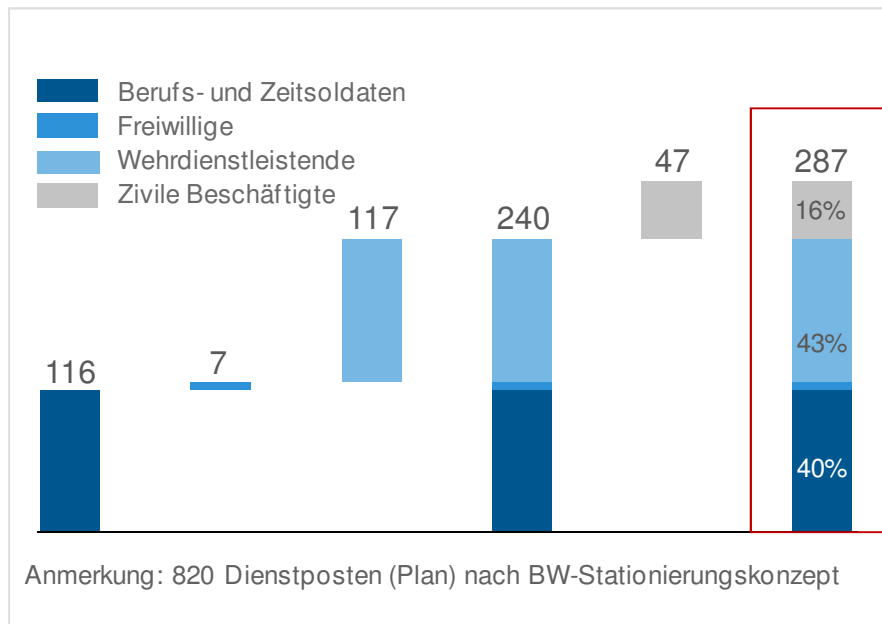 Berufs- und Zeitsoldaten
Freiwillige
Wehrdienstleistende
Zivile Beschäftigte
47
287
16%
117
240
43%
7
116
40%
Anmerkung: 820 Dienstposten (Plan) nach BW-Stationierungskonzept